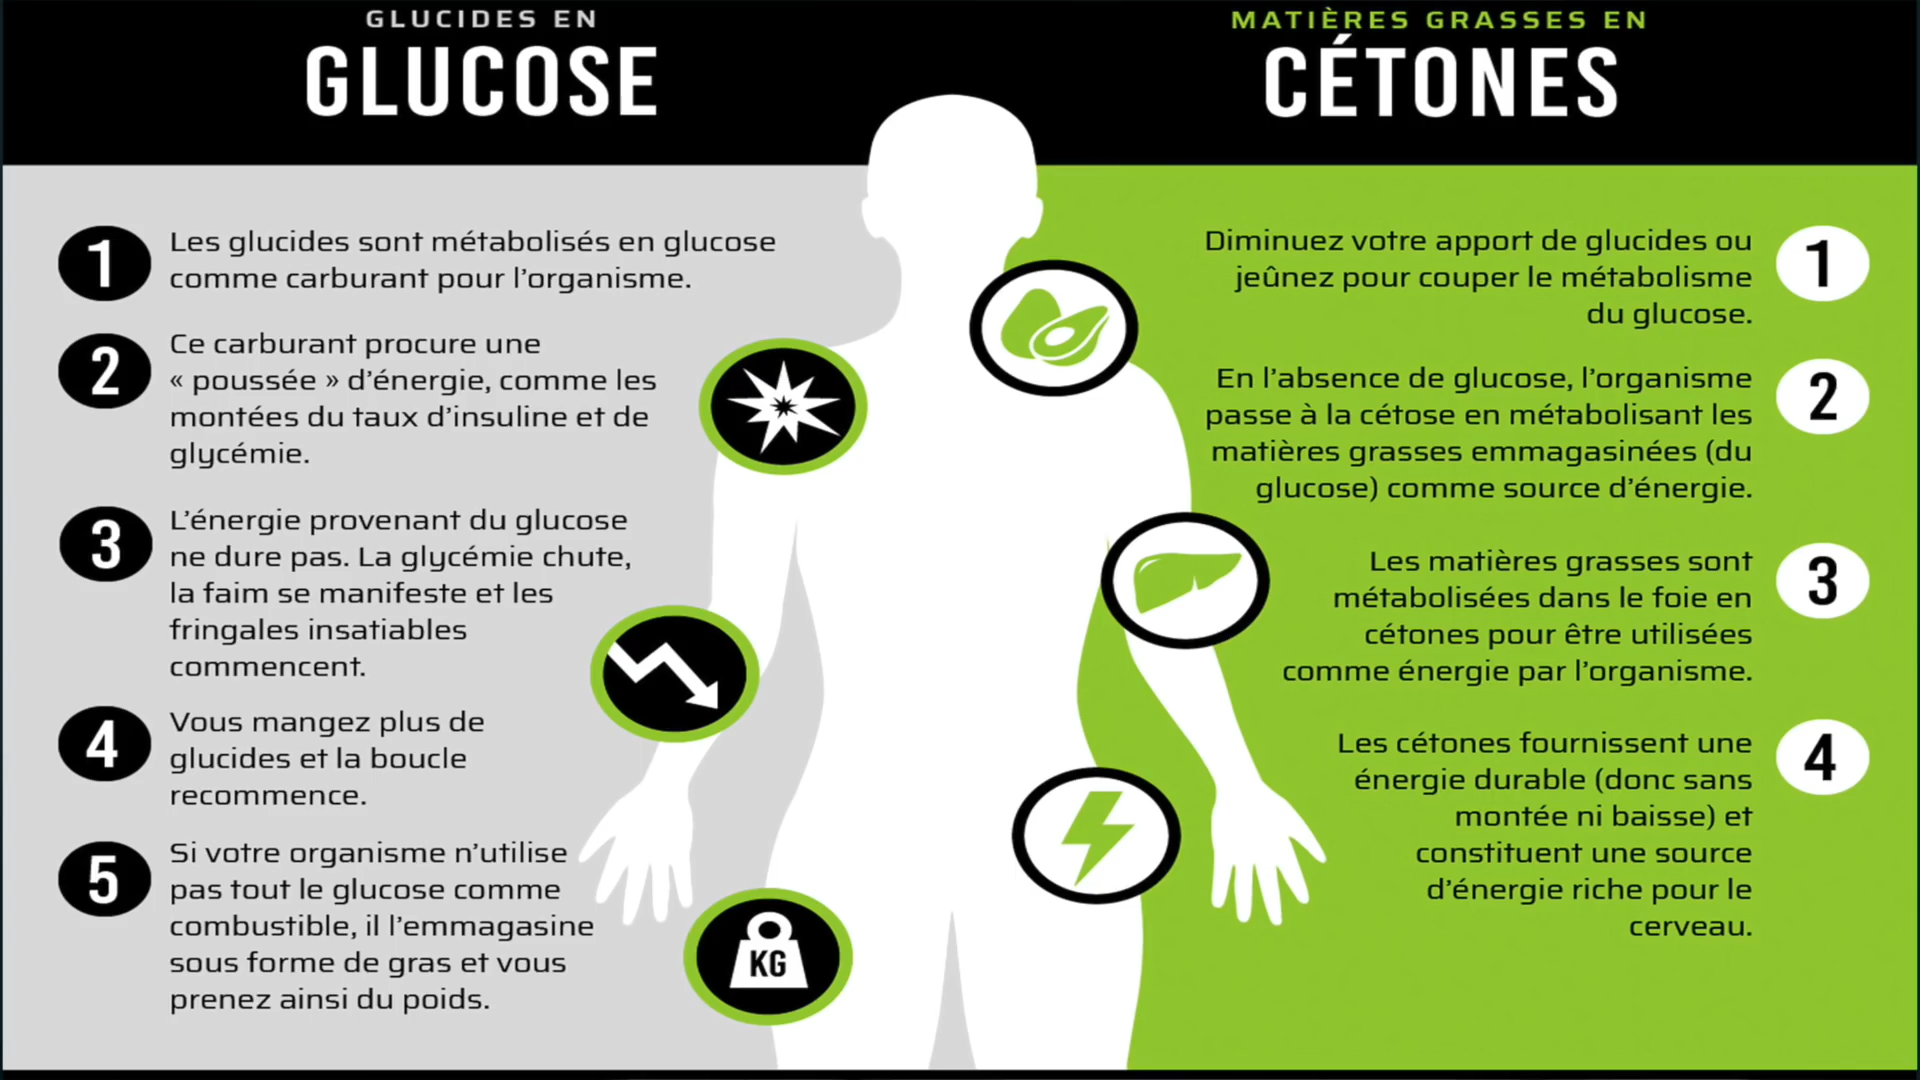 GLUCIDES EN
GLUCOSE
1
Les glucides sont métabolisés en glucose
comme carburant pour l'organisme.
2
Ce carburant procure une
« poussée » d'énergie, comme les
montées du taux d'insuline et de
glycémie.
3
L'énergie provenant du glucose
ne dure pas. La glycémie chute,
la faim se manifeste et les
fringales insatiables
commencent.
4
Vous mangez plus de
glucides et la boucle
recommence.
5
Si votre organisme n'utilise
pas tout le glucose comme
combustible, il l'emmagasine
sous forme de gras et vous
prenez ainsi du poids.
KG
MATIÈRES GRASSES EN
CÉTONES
1
Diminuez votre apport de glucides ou
jeûnez pour couper le métabolisme
du glucose.
2
En l'absence de glucose, l'organisme
passe à la cétose en métabolisant les
matières grasses emmagasinées (du
glucose) comme source d'énergie.
3
Les matières grasses sont
métabolisées dans le foie en
cétones pour être utilisées
comme énergie par l'organisme.
4
Les cétones fournissent une
énergie durable (donc sans
montée ni baisse) et
constituent une source
d'énergie riche pour le
cerveau.